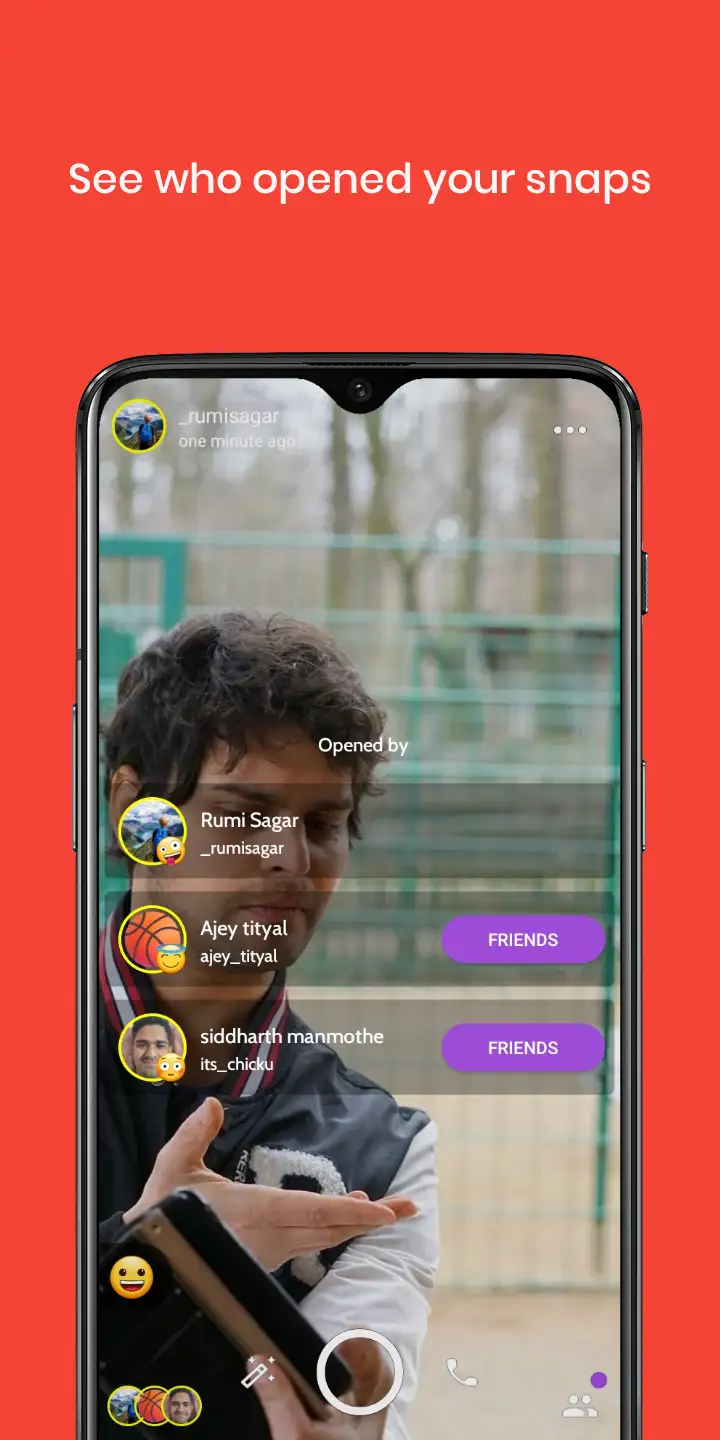 See who opened your snaps
_rumisagar
one minute ago
Opened by
Rumi Sagar
_rumisagar
Ajey tityal
ajey_tityal
FRIENDS
siddharth manmothe
its_chicku
FRIENDS